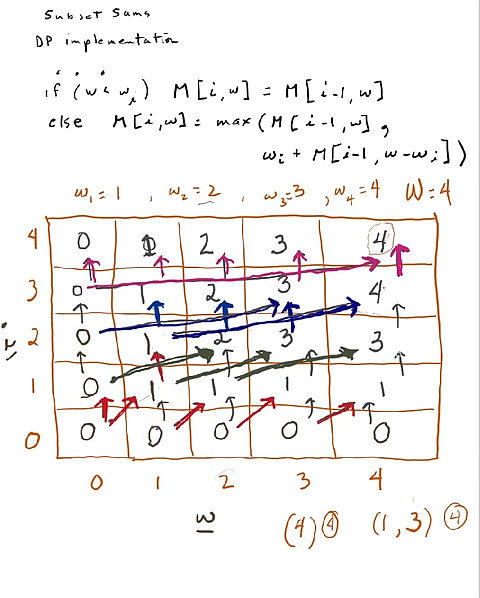 Subset Sums
DP implementation
if (w < wᵢ) M[i,w] = M[i-1,w]
else M[i,w] = max(M[i-1,w],
wᵢ + M[i-1, w-wᵢ])
w₁=1, w₂=2, w₃=3, w₄=4 W=4
4 0 1 2 3 4
3 0 1 2 3 4
i 2 0 1 2 3 3
1 0 1 1 1 1
0 0 0 0 0 0
0 1 2 3 4
w (4) ④ (1,3) ④